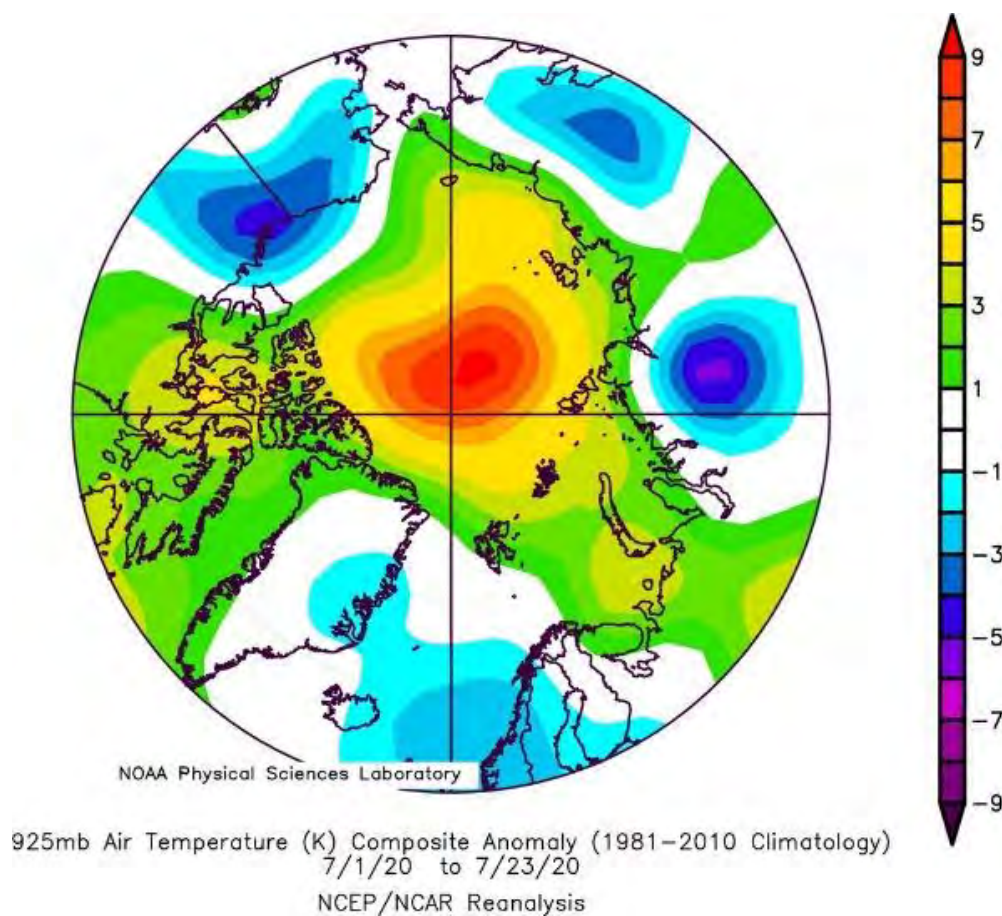 9
7
5
3
1
-1
-3
-5
-7
-9
NOAA Physical Sciences Laboratory
925mb Air Temperature (K) Composite Anomaly (1981-2010 Climatology)
7/1/20 to 7/23/20
NCEP/NCAR Reanalysis